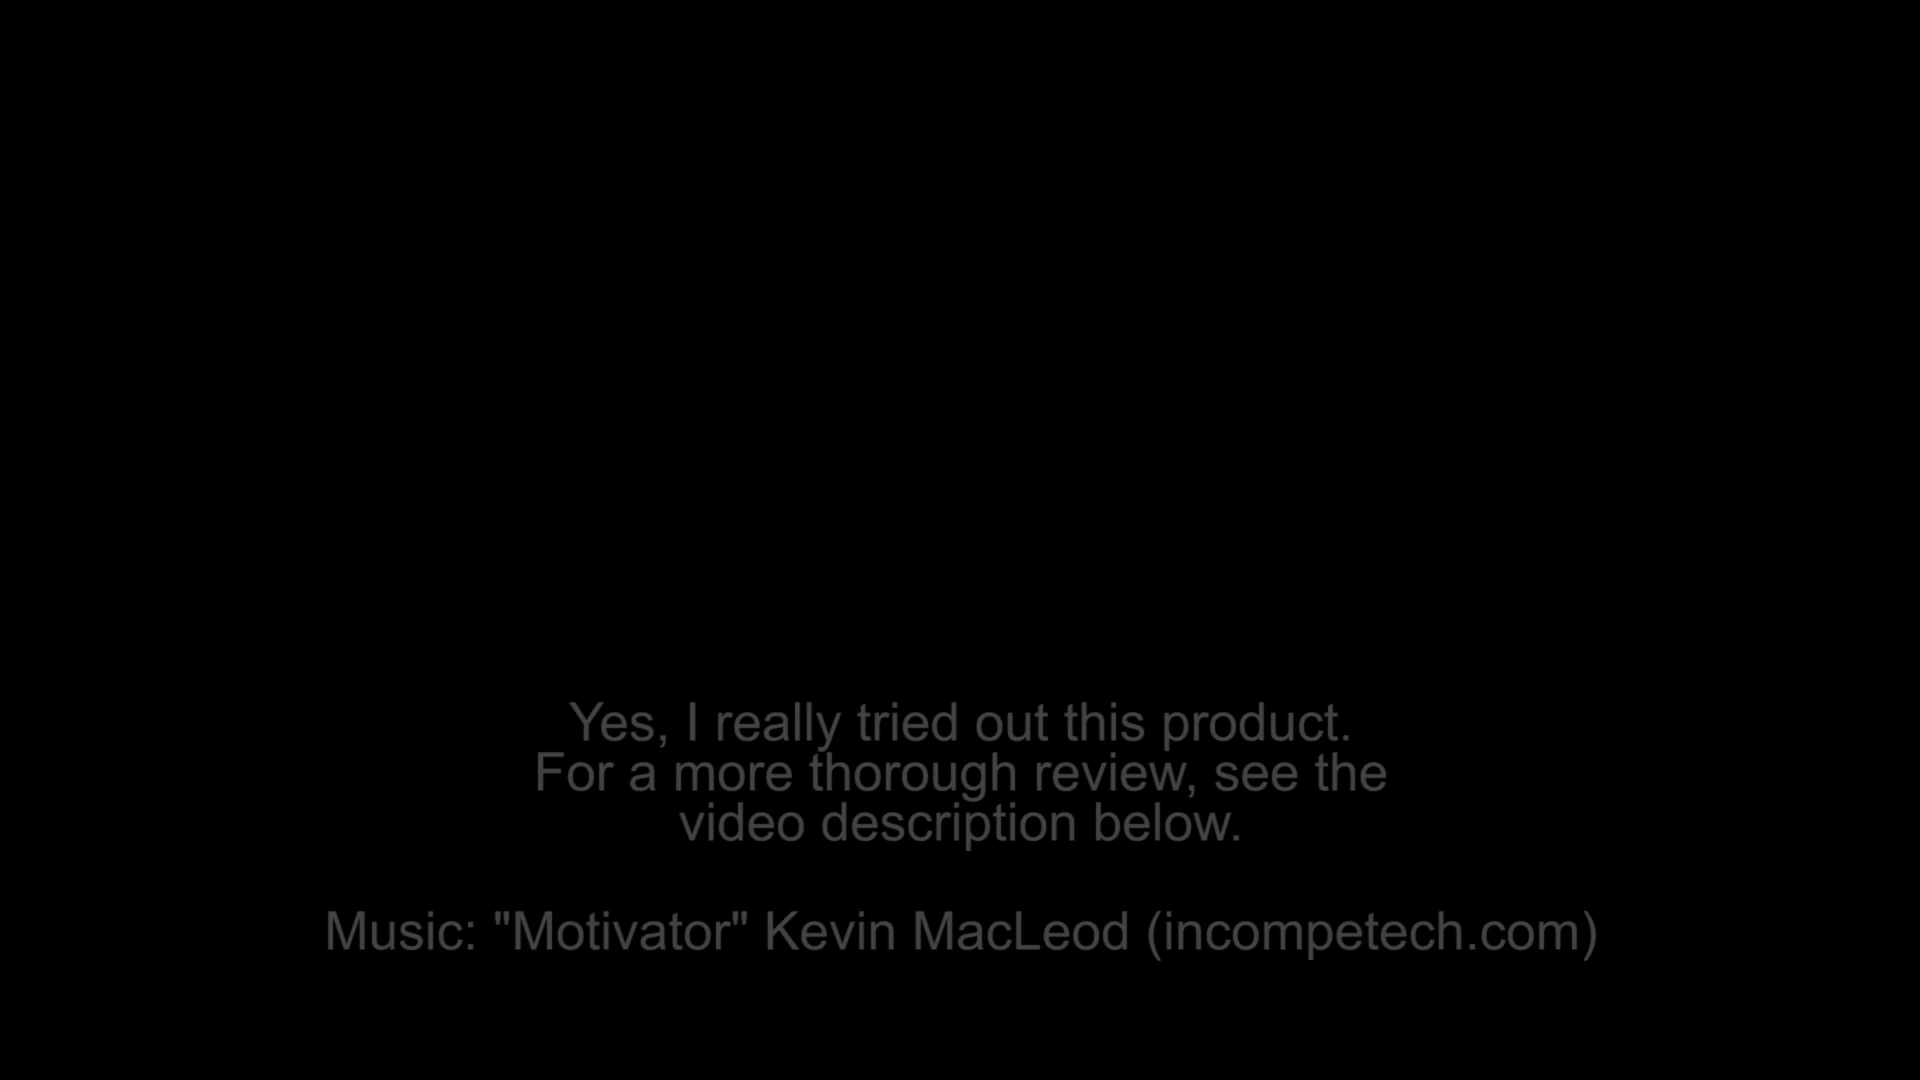 Yes, I really tried out this product.
For a more thorough review, see the
video description below.
Music: "Motivator" Kevin MacLeod (incompetech.com)